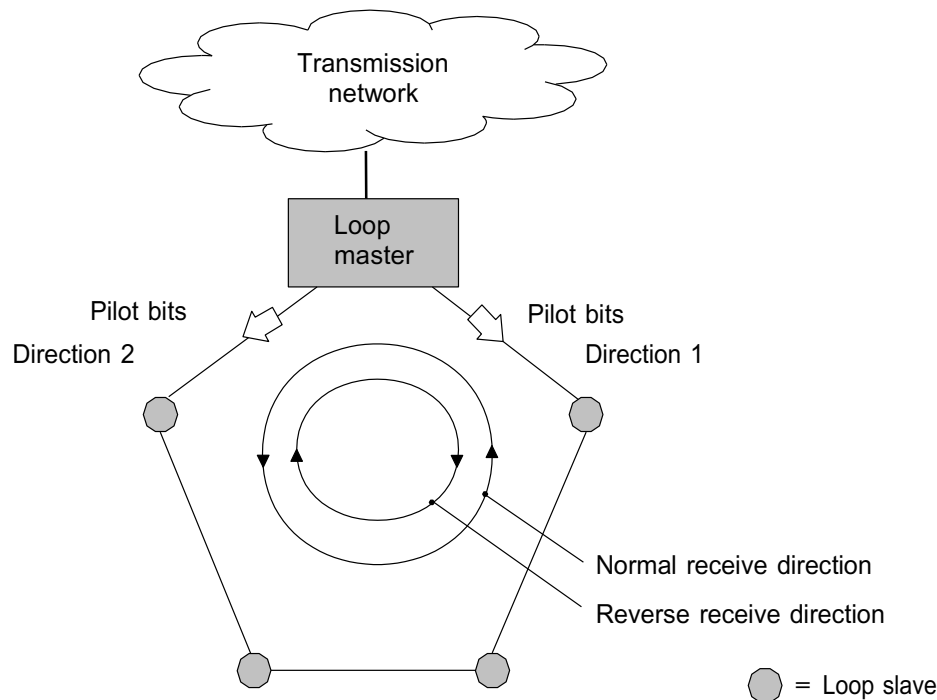 Transmission
network
Loop
master
Pilot bits
Direction 2
Pilot bits
Direction 1
Normal receive direction
Reverse receive direction
= Loop slave